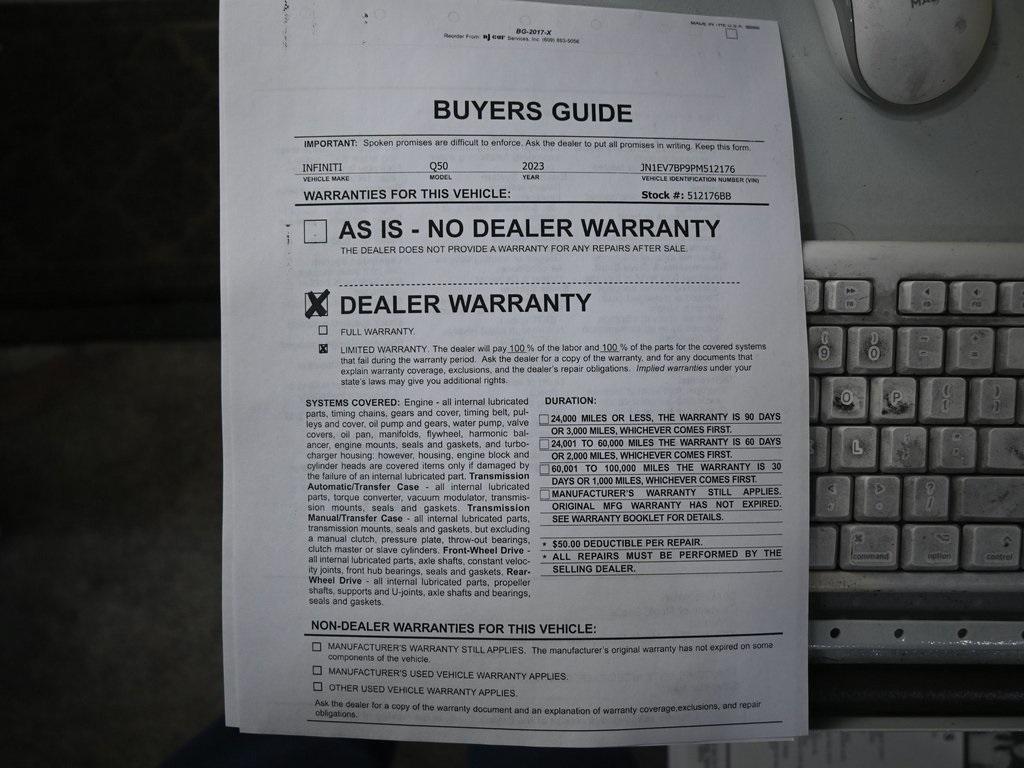 BG-2017-X
Reorder From: nj car Services, Inc. (609) 883-5056
MADE IN THE U.S.A.
BUYERS GUIDE
IMPORTANT: Spoken promises are difficult to enforce. Ask the dealer to put all promises in writing. Keep this form.
INFINITI Q50 2023 JN1EV7BP9PM512176
VEHICLE MAKE MODEL YEAR VEHICLE IDENTIFICATION NUMBER (VIN)
WARRANTIES FOR THIS VEHICLE: Stock #: 512176BB
AS IS - NO DEALER WARRANTY
THE DEALER DOES NOT PROVIDE A WARRANTY FOR ANY REPAIRS AFTER SALE.
X DEALER WARRANTY
FULL WARRANTY.
X LIMITED WARRANTY. The dealer will pay 100 % of the labor and 100 % of the parts for the covered systems
that fail during the warranty period. Ask the dealer for a copy of the warranty, and for any documents that
explain warranty coverage, exclusions, and the dealer's repair obligations. Implied warranties under your
state's laws may give you additional rights.
SYSTEMS COVERED: Engine - all internal lubricated
parts, timing chains, gears and cover, timing belt, pul-
leys and cover, oil pump and gears, water pump, valve
covers, oil pan, manifolds, flywheel, harmonic bal-
ancer, engine mounts, seals and gaskets, and turbo-
charger housing: however, housing, engine block and
cylinder heads are covered items only if damaged by
the failure of an internal lubricated part. Transmission
Automatic/Transfer Case - all internal lubricated
parts, torque converter, vacuum modulator, transmis-
sion mounts, seals and gaskets. Transmission
Manual/Transfer Case - all internal lubricated parts,
transmission mounts, seals and gaskets, but excluding
a manual clutch, pressure plate, throw-out bearings,
clutch master or slave cylinders. Front-Wheel Drive -
all internal lubricated parts, axle shafts, constant veloc-
ity joints, front hub bearings, seals and gaskets, Rear-
Wheel Drive - all internal lubricated parts, propeller
shafts, supports and U-joints, axle shafts and bearings,
seals and gaskets.
DURATION:
24,000 MILES OR LESS, THE WARRANTY IS 90 DAYS
OR 3,000 MILES, WHICHEVER COMES FIRST.
24,001 TO 60,000 MILES THE WARRANTY IS 60 DAYS
OR 2,000 MILES, WHICHEVER COMES FIRST.
60,001 TO 100,000 MILES THE WARRANTY IS 30
DAYS OR 1,000 MILES, WHICHEVER COMES FIRST.
MANUFACTURER'S WARRANTY STILL APPLIES.
ORIGINAL MFG WARRANTY HAS NOT EXPIRED.
SEE WARRANTY BOOKLET FOR DETAILS.
* $50.00 DEDUCTIBLE PER REPAIR.
* ALL REPAIRS MUST BE PERFORMED BY THE
SELLING DEALER.
NON-DEALER WARRANTIES FOR THIS VEHICLE:
MANUFACTURER'S WARRANTY STILL APPLIES. The manufacturer's original warranty has not expired on some
components of the vehicle.
MANUFACTURER'S USED VEHICLE WARRANTY APPLIES.
OTHER USED VEHICLE WARRANTY APPLIES.
Ask the dealer for a copy of the warranty document and an explanation of warranty coverage,exclusions, and repair
obligations.
( 9 ) 0
O P
L
command option control